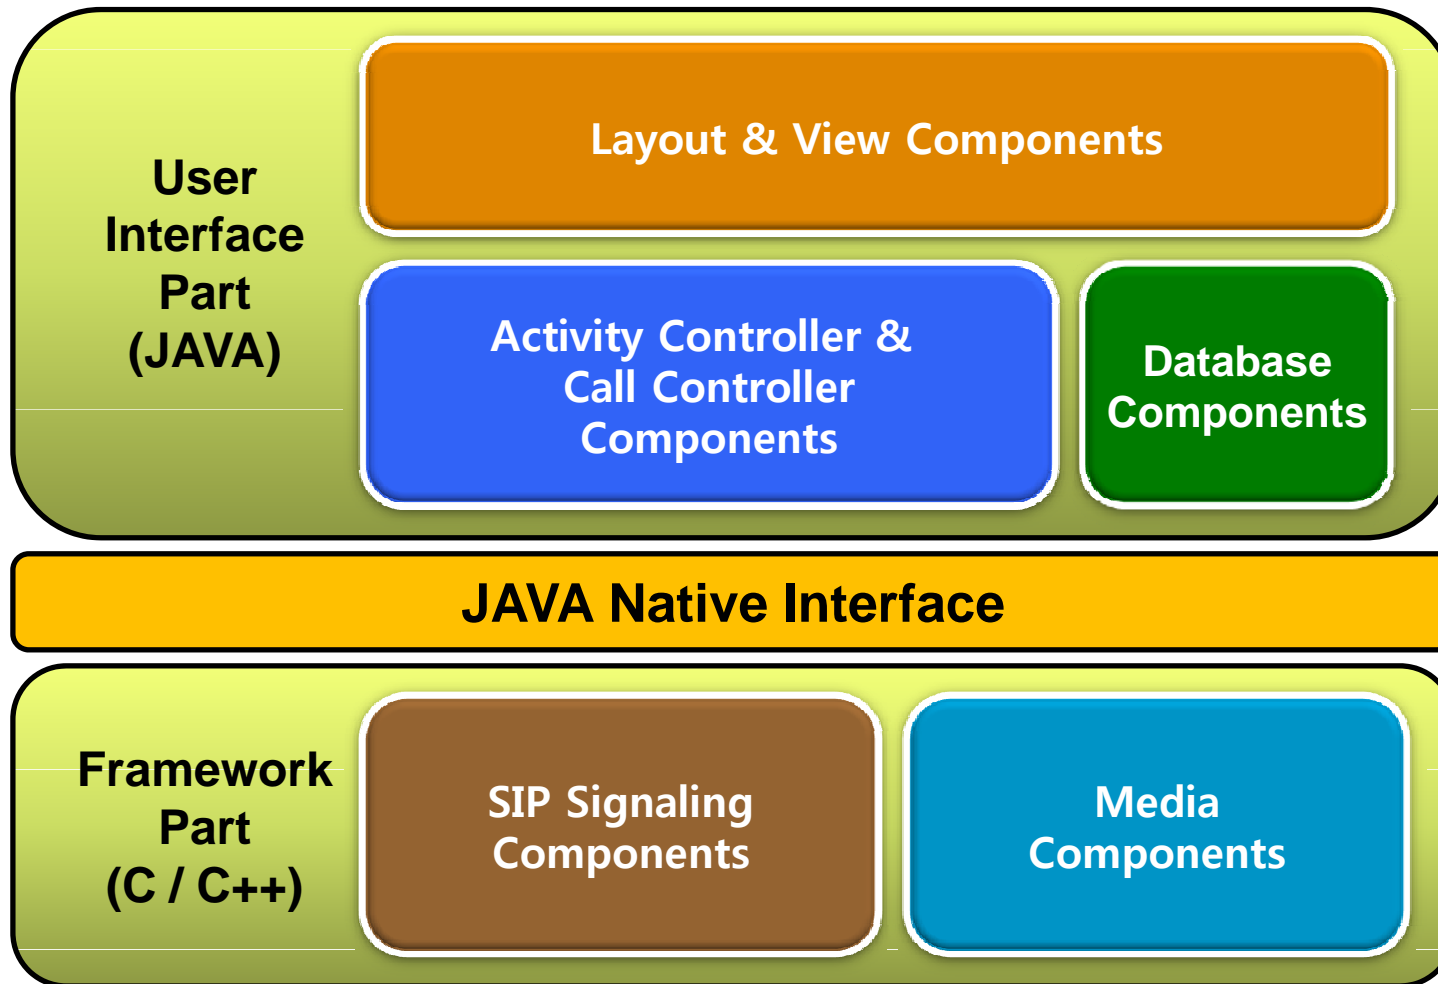 User
Interface
Part
(JAVA)
Layout & View Components
Activity Controller &
Call Controller
Components
Database
Components
JAVA Native Interface
Framework
Part
(C / C++)
SIP Signaling
Components
Media
Components